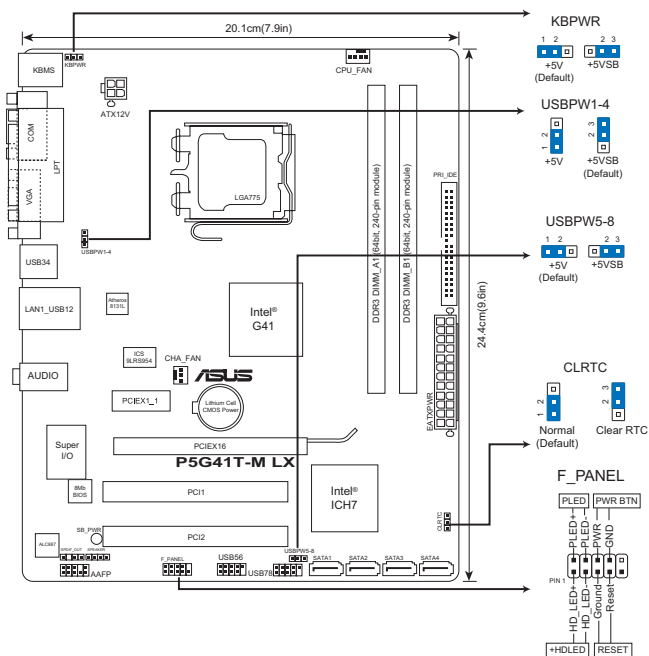 20.1cm(7.9in)
KBPWR
1 2
2 3
+5V
(Default)
+5VSB
KBMS
KBPWR
CPU_FAN
ATX12V
USBPW1-4
3
2
2
1
+5V
+5VSB
(Default)
COM
LPT
VGA
LGA775
DDR3 DIMM_A1 (64bit, 240-pin module)
DDR3 DIMM_B1 (64bit, 240-pin module)
PRI_IDE
USBPW1-4
USBPW5-8
1 2
2 3
+5V
(Default)
+5VSB
USB34
LAN1_USB12
Atheros
8131L
Intel®
G41
24.4cm(9.6in)
EATXPWR
ICS
9LRS954
CHA_FAN
ASUS
AUDIO
PCIEX1_1
Lithium Cell
CMOS Power
CLRTC
3
2
2
1
Normal
(Default)
Clear RTC
PCIEX16
P5G41T-M LX
Super
I/O
8Mb
BIOS
PCI1
Intel®
ICH7
CLRTC
F_PANEL
PLED
PWR BTN
PLED+
PLED-
PWR
GND
PIN 1
HD_LED+
HD_LED-
Ground
Reset
+HDLED
RESET
SB_PWR
ALC887
SPDIF_OUT
SPEAKER
PCI2
AAFP
F_PANEL
USB56
USB78
USBPW5-8
SATA1
SATA2
SATA3
SATA4